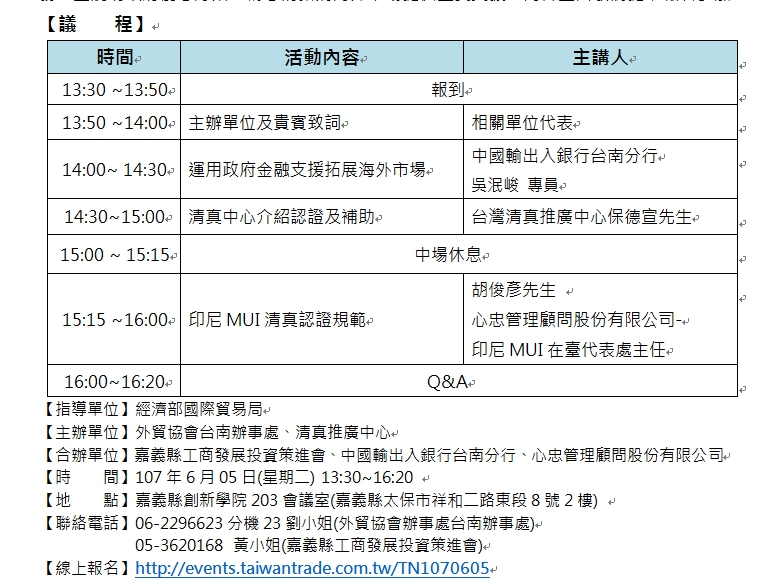 【議　　程】
時間 活動內容 主講人
13:30 ~13:50 報到
13:50 ~14:00 主辦單位及貴賓致詞 相關單位代表
14:00~ 14:30 運用政府金融支援拓展海外市場 中國輸出入銀行台南分行
吳泯峻 專員
14:30~15:00 清真中心介紹認證及補助 台灣清真推廣中心保德宣先生
15:00 ~ 15:15 中場休息
15:15 ~16:00 印尼 MUI 清真認證規範 胡俊彥先生
心忠管理顧問股份有限公司-
印尼 MUI 在臺代表處主任
16:00~16:20 Q&A
【指導單位】經濟部國際貿易局
【主辦單位】外貿協會台南辦事處、清真推廣中心
【合辦單位】嘉義縣工商發展投資策進會、中國輸出入銀行台南分行、心忠管理顧問股份有限公司
【時　　間】107 年 6 月 05 日(星期二) 13:30~16:20
【地　　點】嘉義縣創新學院 203 會議室(嘉義縣太保市祥和二路東段 8 號 2 樓)
【聯絡電話】06-2296623 分機 23 劉小姐(外貿協會辦事處台南辦事處)
05-3620168 黃小姐(嘉義縣工商發展投資策進會)
【線上報名】http://events.taiwantrade.com.tw/TN1070605